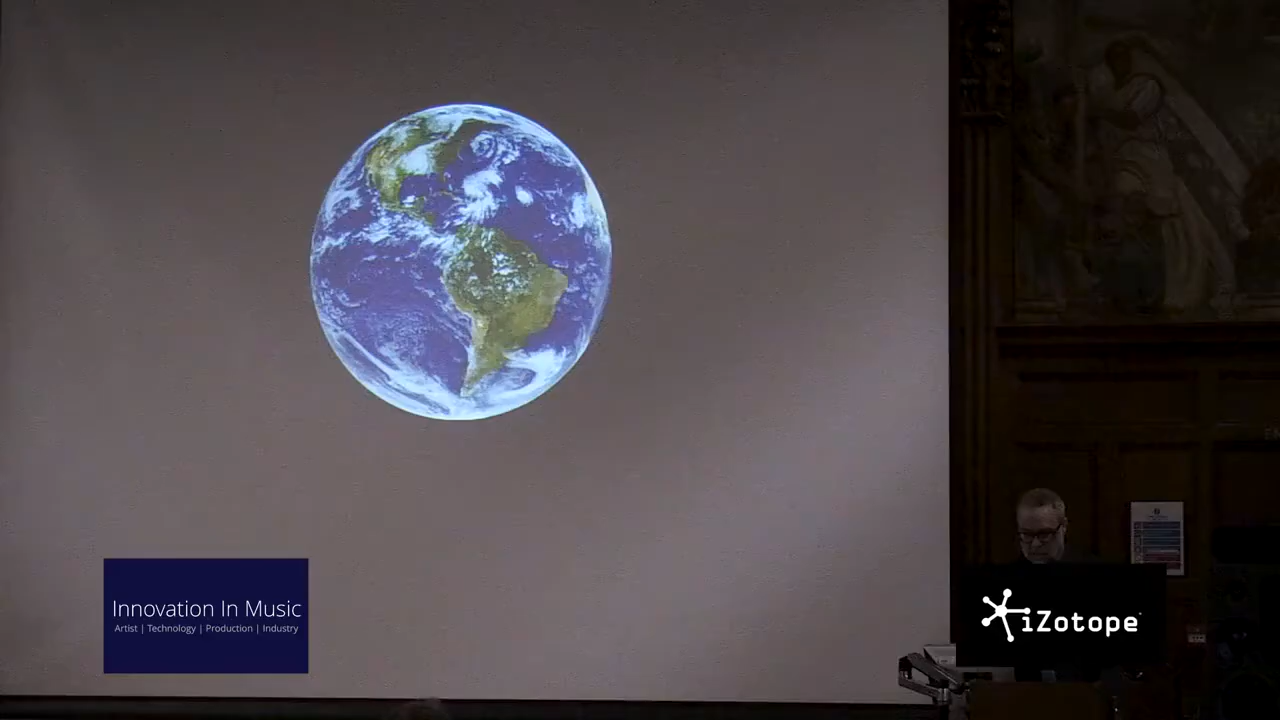 Innovation In Music
Artist | Technology | Production | Industry
iZotope